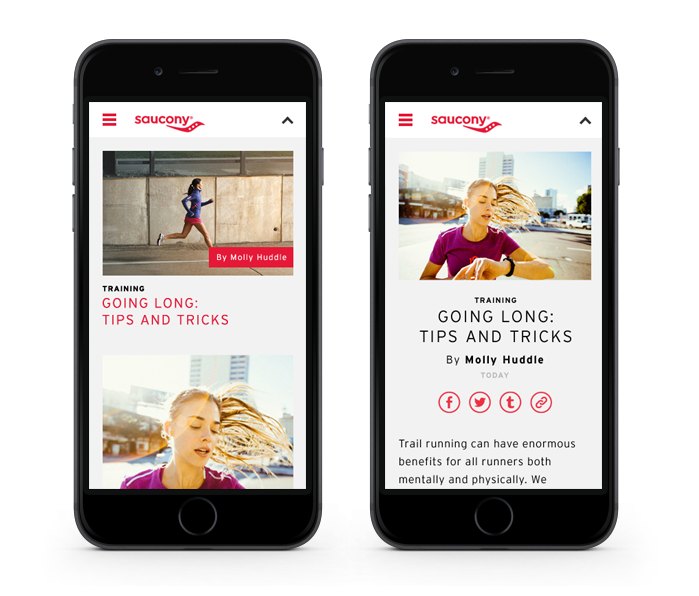 saucony®
By Molly Huddle
TRAINING
GOING LONG:
TIPS AND TRICKS
saucony®
TRAINING
GOING LONG:
TIPS AND TRICKS
By Molly Huddle
TODAY
Trail running can have enormous
benefits for all runners both
mentally and physically. We